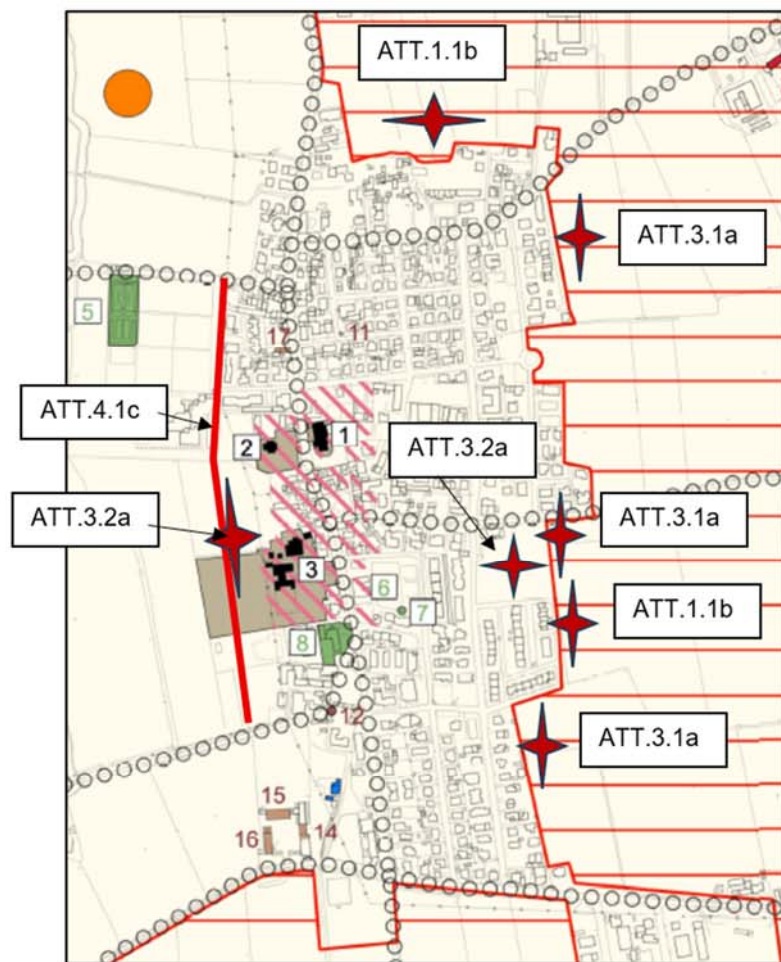 ATT.1.1b
ATT.3.1a
5
17
11
ATT.4.1c
2
1
ATT.3.2a
ATT.3.2a
ATT.3.1a
3
6
7
ATT.1.1b
8
12
ATT.3.1a
15
16
14